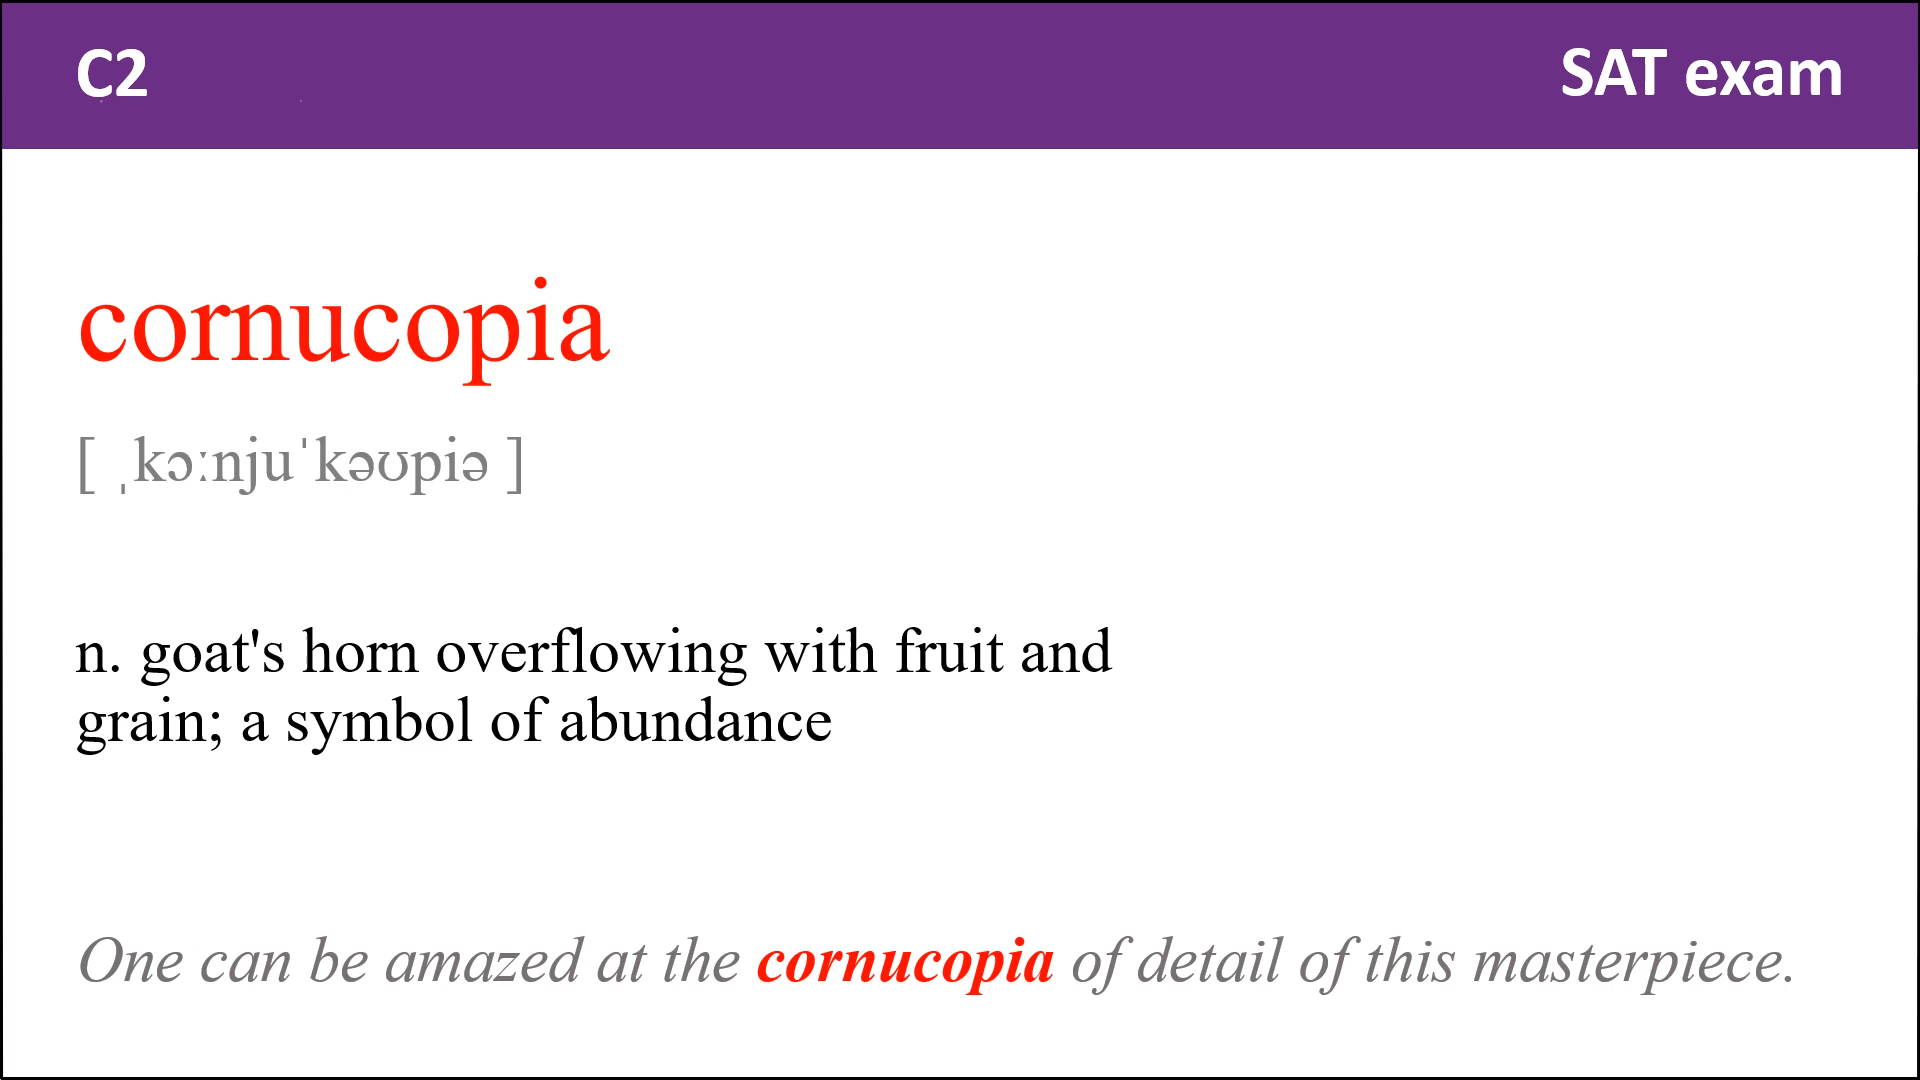 C2 SAT exam
cornucopia
[ ˌkɔːnjuˈkəʊpiə ]
n. goat's horn overflowing with fruit and
grain; a symbol of abundance
One can be amazed at the cornucopia of detail of this masterpiece.